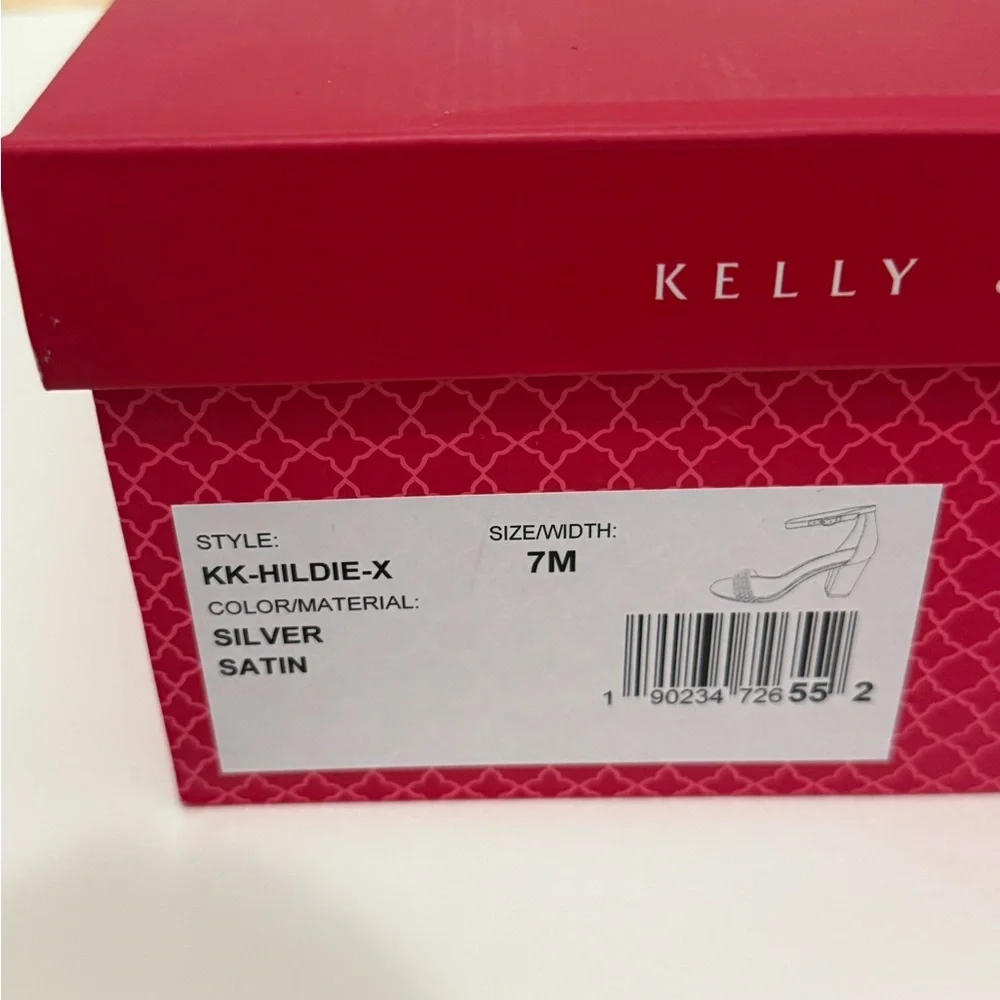 KELLY
STYLE:
KK-HILDIE-X
COLOR/MATERIAL:
SILVER
SATIN
SIZE/WIDTH:
7M
1 90234 72655 2